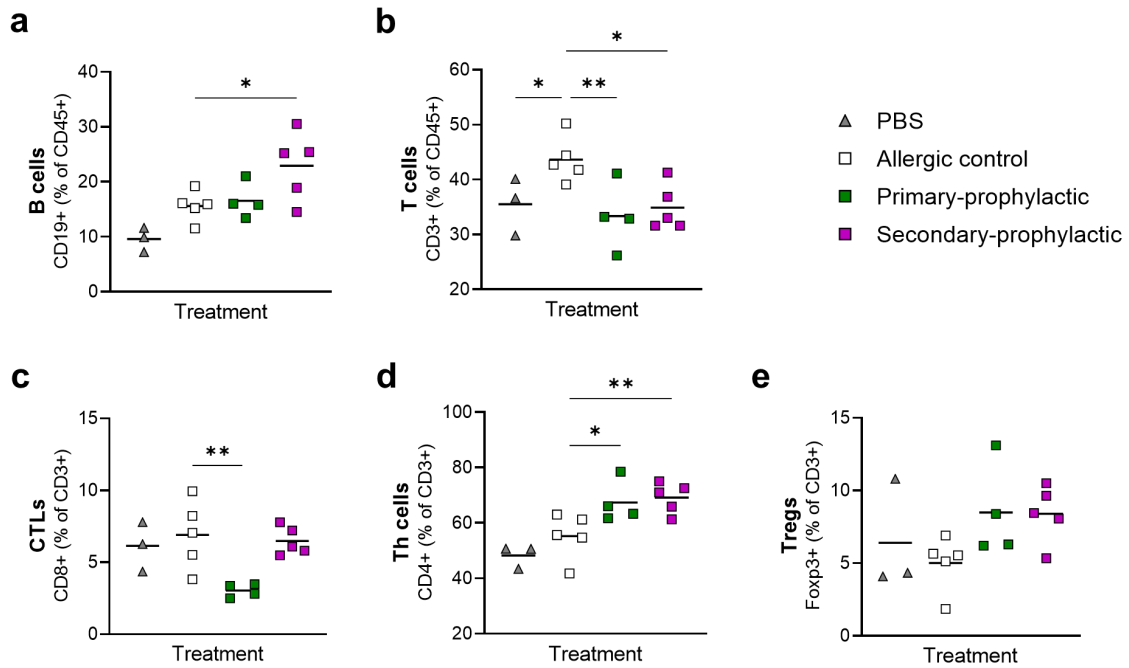 a
B cells
CD19+ (% of CD45+)
40
30
20
10
0
*
Treatment
b
T cells
CD3+ (% of CD45+)
60
50
40
30
20
*
* **
Treatment
PBS
Allergic control
Primary-prophylactic
Secondary-prophylactic
c
CTLs
CD8+ (% of CD3+)
15
10
5
0
**
Treatment
d
Th cells
CD4+ (% of CD3+)
100
80
60
40
20
**
*
Treatment
e
Tregs
Foxp3+ (% of CD3+)
15
10
5
0
Treatment